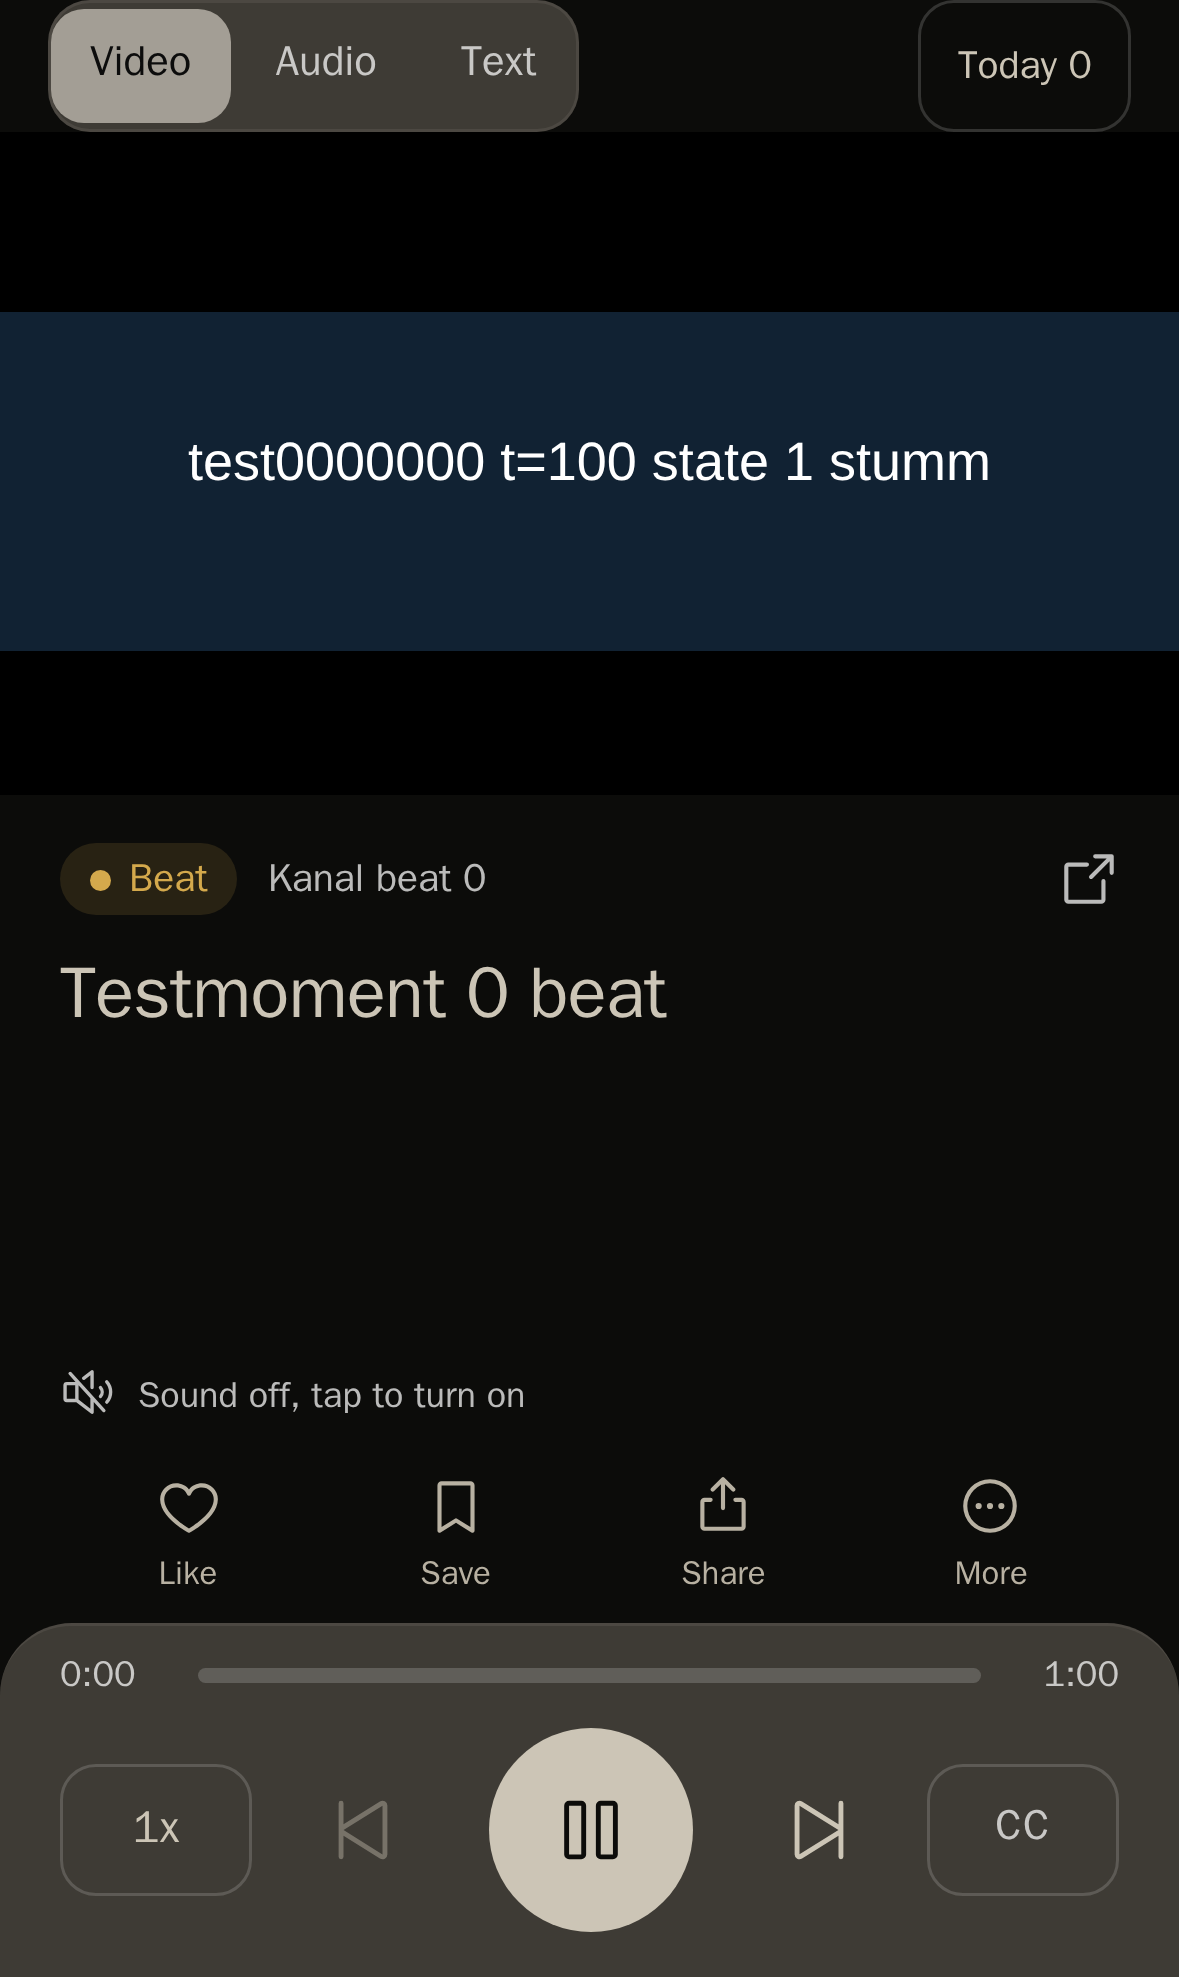 Video Audio Text Today 0
test0000000 t=100 state 1 stumm
Beat Kanal beat 0
Testmoment 0 beat
Sound off, tap to turn on
Like Save Share More
0:00 1:00
1x CC